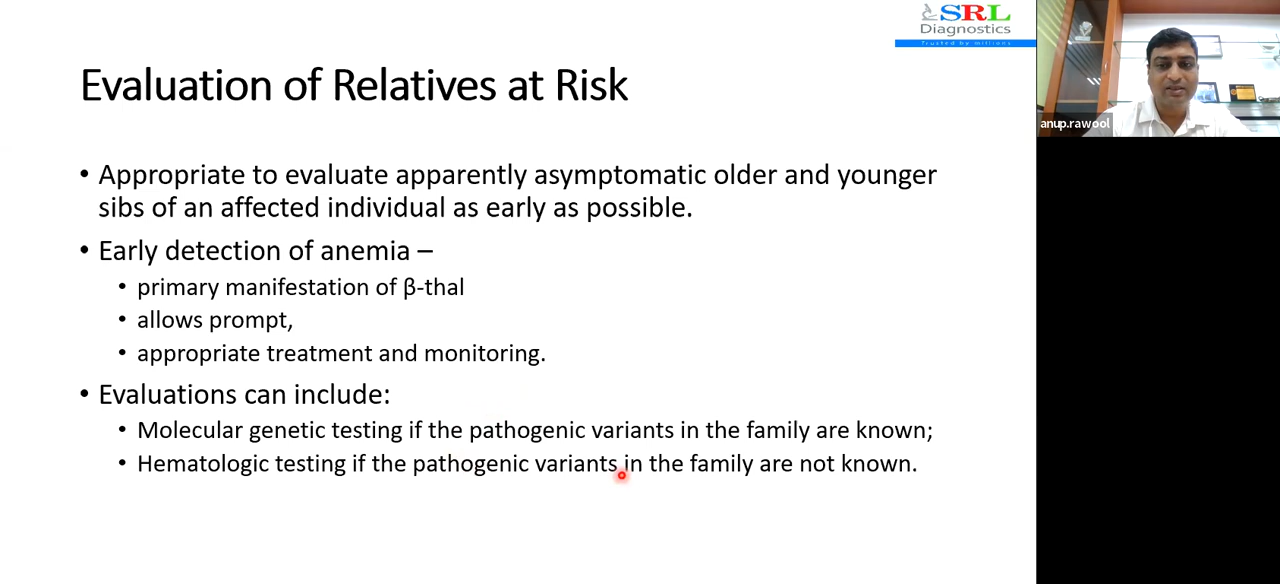 SRL
Diagnostics
Trusted by millions
anup.rawool
Evaluation of Relatives at Risk
• Appropriate to evaluate apparently asymptomatic older and younger
sibs of an affected individual as early as possible.
• Early detection of anemia –
• primary manifestation of β-thal
• allows prompt,
• appropriate treatment and monitoring.
• Evaluations can include:
• Molecular genetic testing if the pathogenic variants in the family are known;
• Hematologic testing if the pathogenic variants in the family are not known.